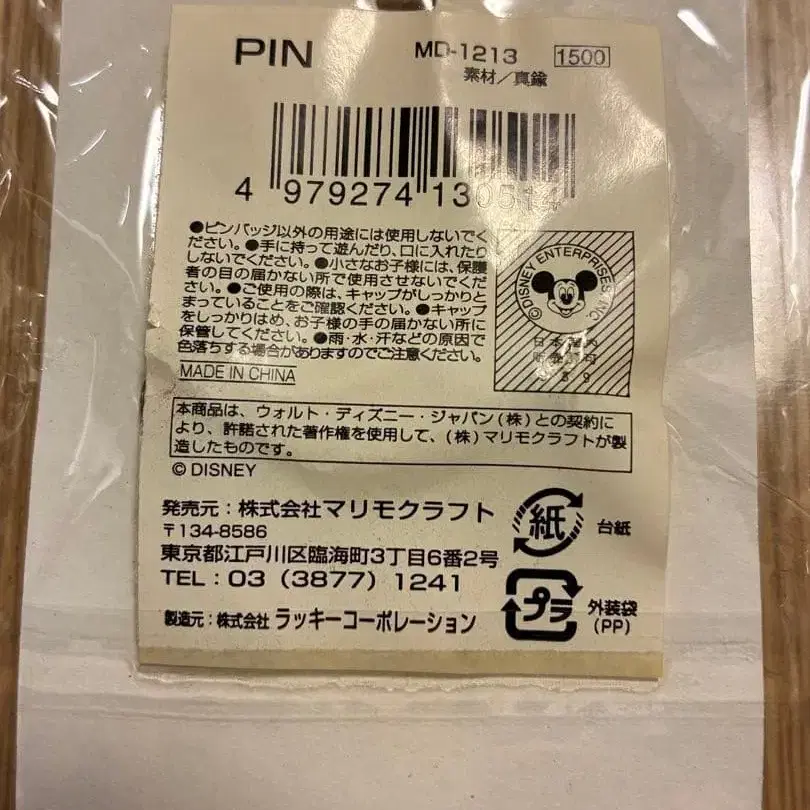 PIN MD-1213 1500
素材／真鍮
4 979274 130514
●ピンバッジ以外の用途には使用しないでく
ださい。●手に持って遊んだり、口に入れたり
しないでください。●小さなお子様には、保護
者の目の届かない所で使用させないでくだ
さい。●ご使用の際は、キャップがしっかりと
まっていることをご確認ください。●キャップ
をしっかりはめ、お子様の手の届かない所に
保管してください。●雨・水・汗などの原因で
色落ちする場合がありますのでご注意ください。
©DISNEY ENTERPRISES, INC.
日本国内
販売許可
MADE IN CHINA
本商品は、ウォルト・ディズニー・ジャパン(株)との契約に
より、許諾された著作権を使用して、(株)マリモクラフトが製
造したものです。
© DISNEY
発売元：株式会社マリモクラフト
〒134-8586
東京都江戸川区臨海町3丁目6番2号
TEL：03（3877）1241
製造元：株式会社 ラッキーコーポレーション
紙 台紙
プラ 外装袋
(PP)